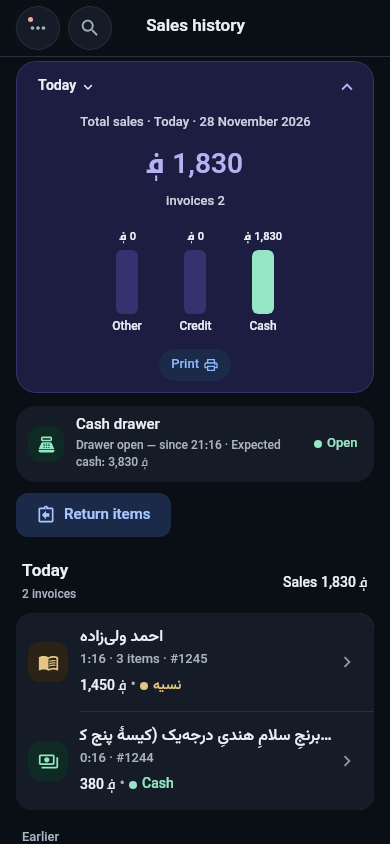 Sales history
Today
Total sales · Today · 28 November 2026
؋ 1,830
invoices 2
؋ 0
؋ 0
؋ 1,830
Other
Credit
Cash
Print
Cash drawer
Drawer open — since 21:16 · Expected
cash: 3,830 ؋
Open
Return items
Today
Sales 1,830 ؋
2 invoices
احمد ولی‌زاده
1:16 · 3 items · #1245
1,450 ؋ • نسیه
برنجِ سلامِ هندیِ درجه‌یک (کیسهٔ پنج ک…
0:16 · #1244
380 ؋ • Cash
Earlier